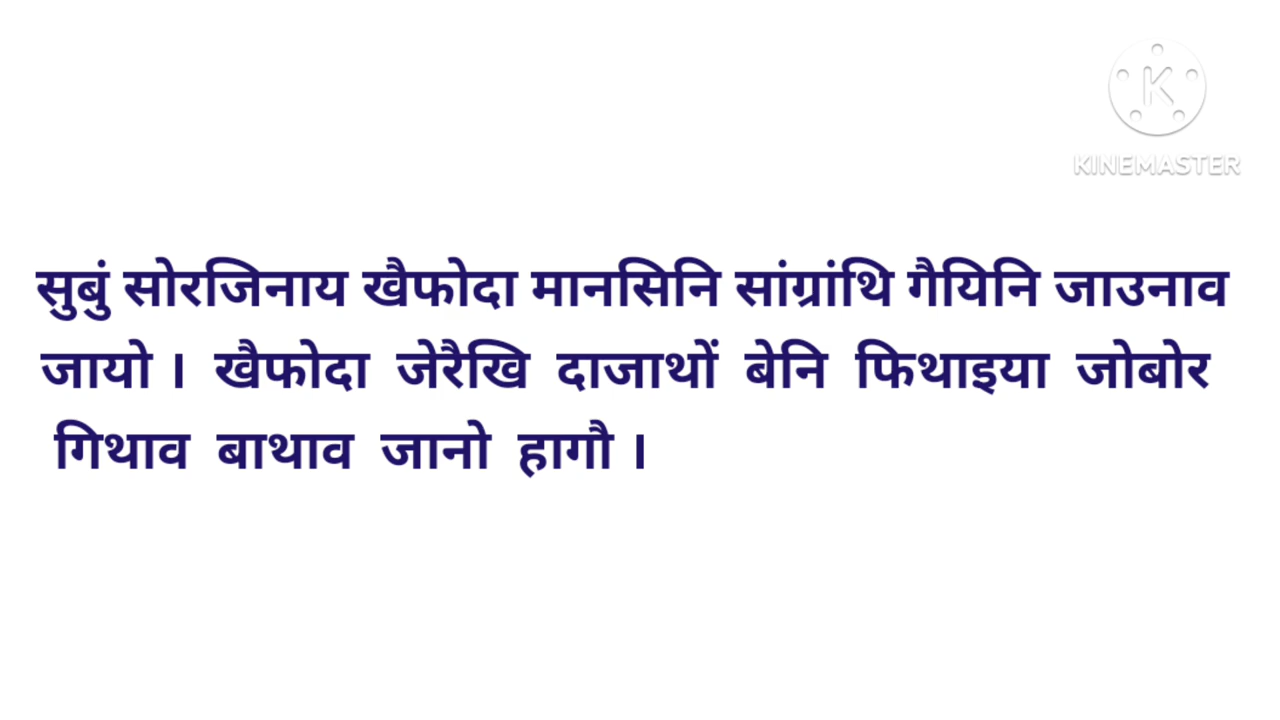 KINEMASTER
सुबुं सोरजिनाय खैफोदा मानसिनि सांग्रांथि गैयिनि जाउनाव
जायो । खैफोदा जेरैखि दाजाथों बेनि फिथाइया जोबोर
गिथाव बाथाव जानो हागौ ।